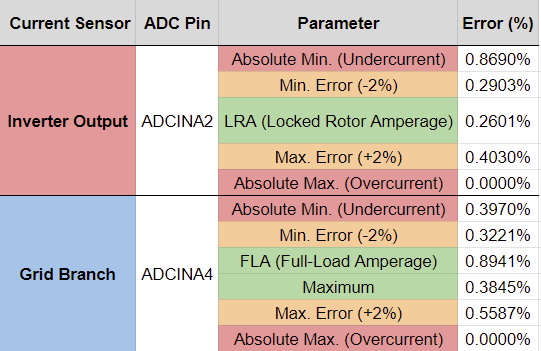 Current Sensor ADC Pin Parameter Error (%)
Inverter Output ADCINA2 Absolute Min. (Undercurrent) 0.8690%
Min. Error (-2%) 0.2903%
LRA (Locked Rotor Amperage) 0.2601%
Max. Error (+2%) 0.4030%
Absolute Max. (Overcurrent) 0.0000%
Grid Branch ADCINA4 Absolute Min. (Undercurrent) 0.3970%
Min. Error (-2%) 0.3221%
FLA (Full-Load Amperage) 0.8941%
Maximum 0.3845%
Max. Error (+2%) 0.5587%
Absolute Max. (Overcurrent) 0.0000%